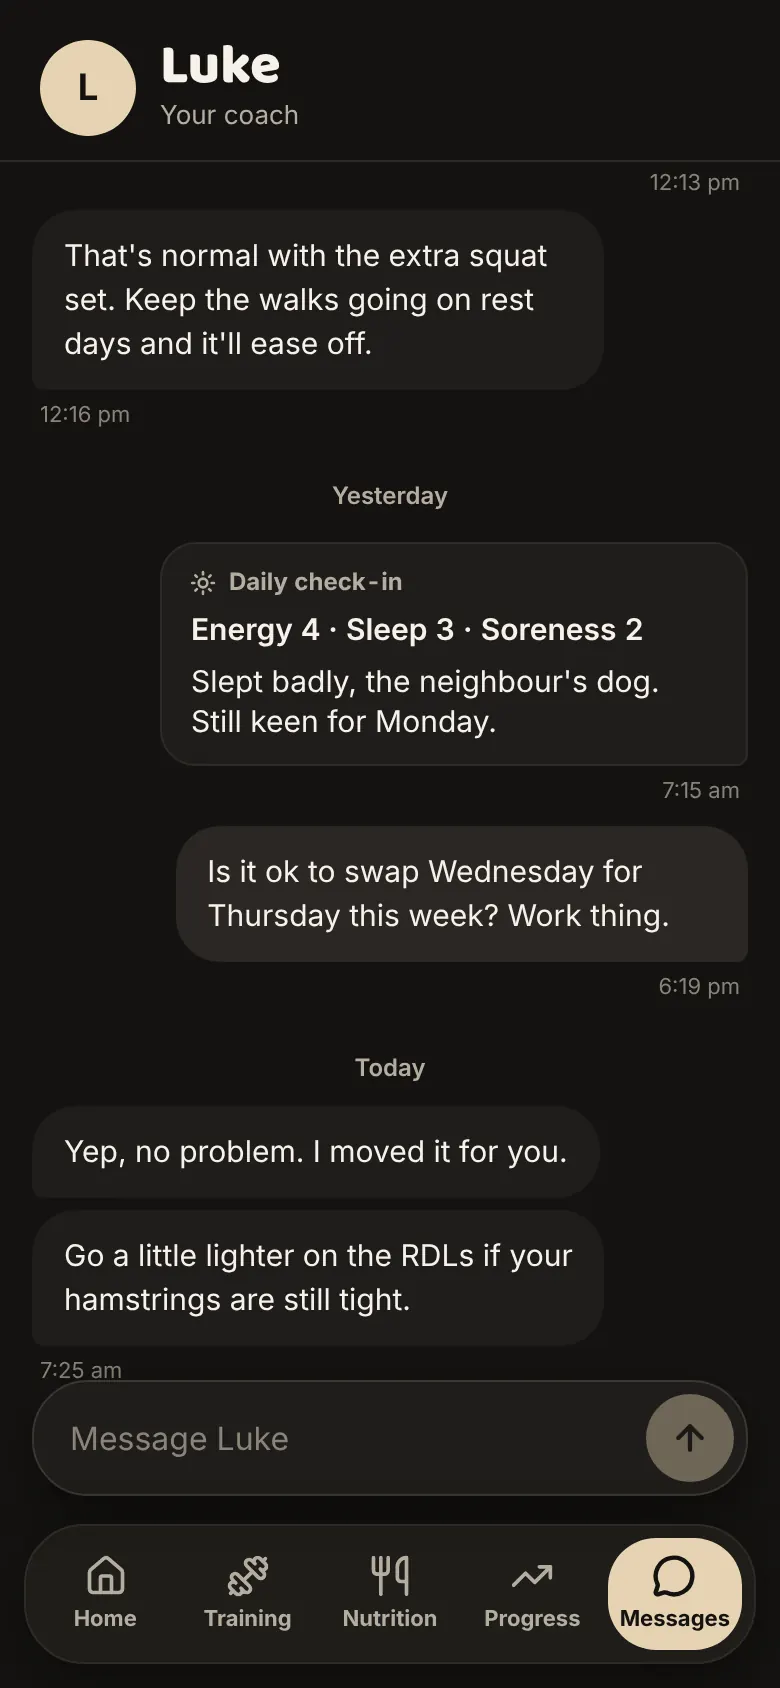 L
Luke
Your coach
12:13 pm
That's normal with the extra squat
set. Keep the walks going on rest
days and it'll ease off.
12:16 pm
Yesterday
Daily check-in
Energy 4 · Sleep 3 · Soreness 2
Slept badly, the neighbour's dog.
Still keen for Monday.
7:15 am
Is it ok to swap Wednesday for
Thursday this week? Work thing.
6:19 pm
Today
Yep, no problem. I moved it for you.
Go a little lighter on the RDLs if your
hamstrings are still tight.
7:25 am
Message Luke
Home
Training
Nutrition
Progress
Messages